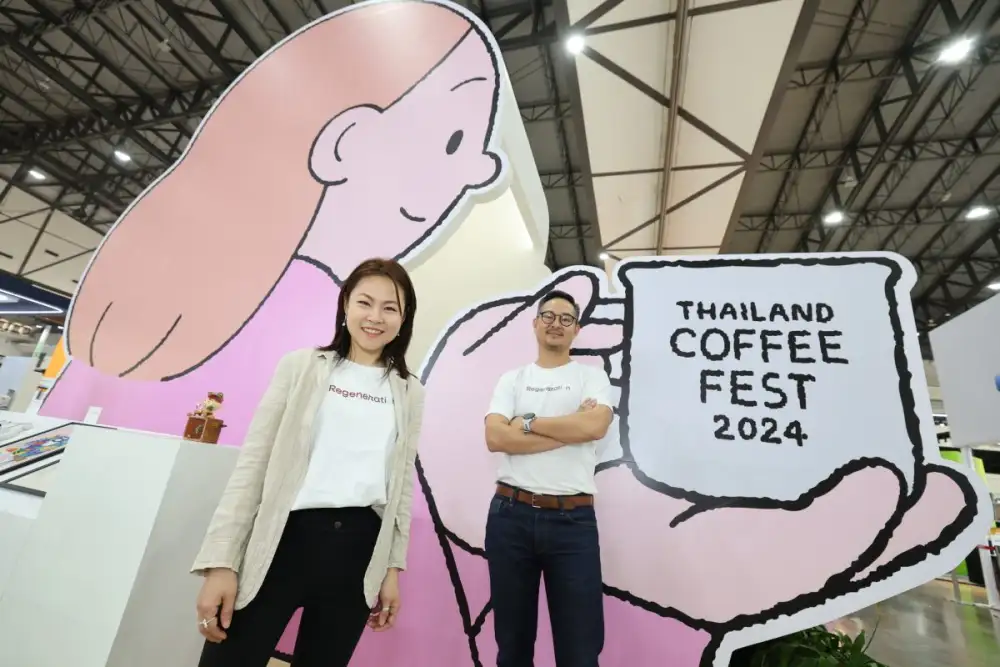 THAILAND
COFFEE
FEST
2024